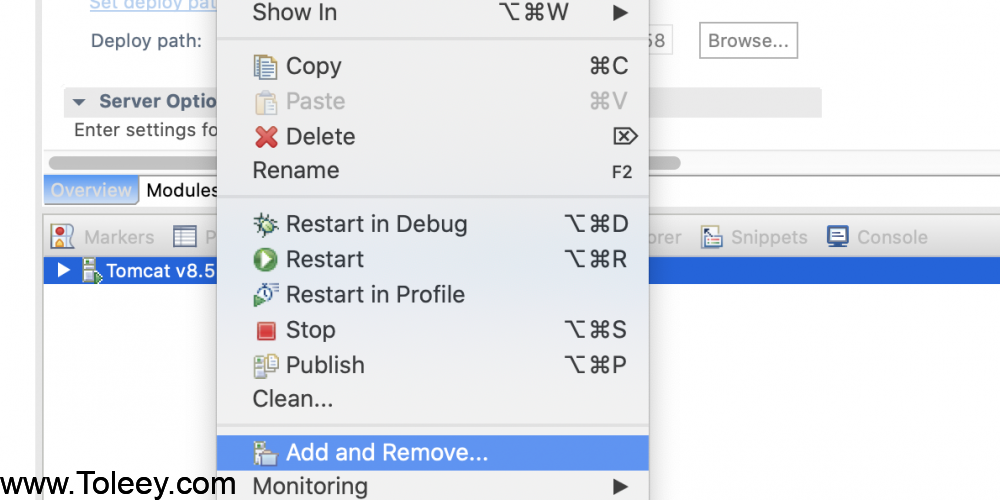 Set deploy pat
Show In ⌥⌘W ▶
Deploy path: 58 Browse...
Copy ⌘C
Server Optio Paste ⌘V
Enter settings fo Delete ⌦
Rename F2
Overview Modules
Restart in Debug ⌥⌘D
Markers P orer Snippets Console
Restart ⌥⌘R
Tomcat v8.5
Restart in Profile
Stop ⌥⌘S
Publish ⌥⌘P
Clean...
Add and Remove...
www.Toleey.com
Monitoring ▶